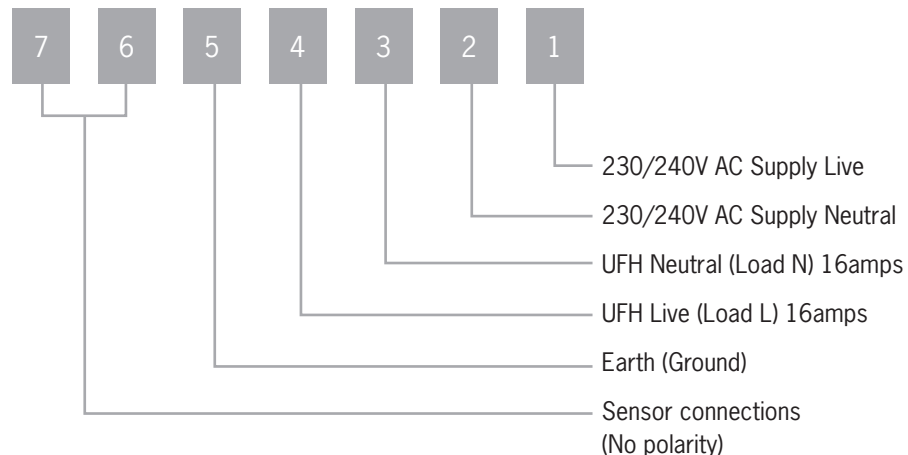 7 6 5 4 3 2 1
230/240V AC Supply Live
230/240V AC Supply Neutral
UFH Neutral (Load N) 16amps
UFH Live (Load L) 16amps
Earth (Ground)
Sensor connections
(No polarity)